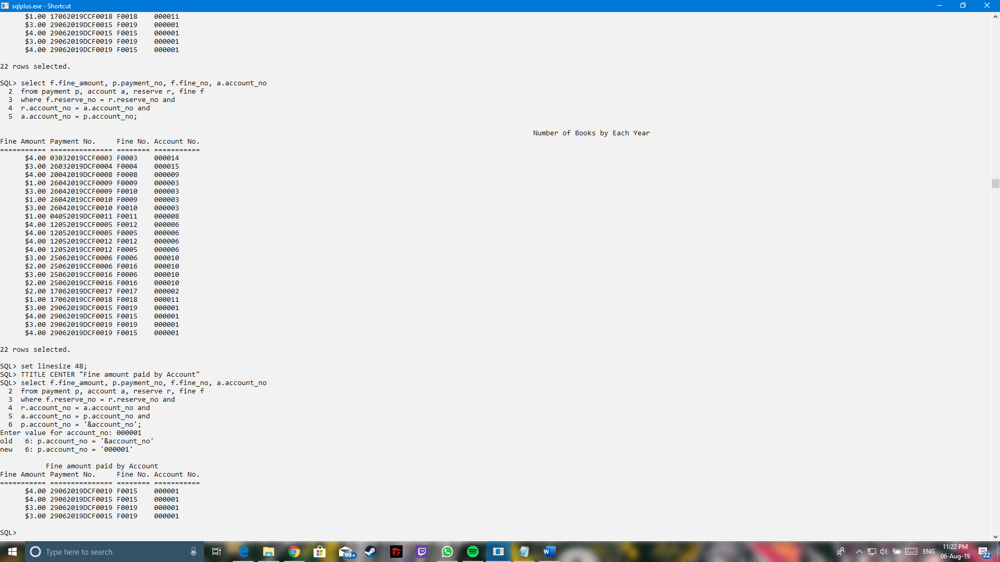 sqlplus.exe - Shortcut
$1.00 17062019CCF0018 F0018    000011
$3.00 29062019DCF0015 F0019    000001
$4.00 29062019DCF0015 F0015    000001
$3.00 29062019DCF0019 F0019    000001
$4.00 29062019DCF0019 F0015    000001
22 rows selected.
SQL> select f.fine_amount, p.payment_no, f.fine_no, a.account_no
  2  from payment p, account a, reserve r, fine f
  3  where f.reserve_no = r.reserve_no and
  4  r.account_no = a.account_no and
  5  a.account_no = p.account_no;
Number of Books by Each Year
Fine Amount Payment No.     Fine No. Account No.
=========== =============== ======== ===========
$4.00 03032019CCF0003 F0003    000014
$3.00 26032019DCF0004 F0004    000015
$4.00 20042019DCF0008 F0008    000009
$1.00 26042019CCF0009 F0009    000003
$3.00 26042019CCF0009 F0010    000003
$1.00 26042019CCF0010 F0009    000003
$3.00 26042019CCF0010 F0010    000003
$1.00 04052019DCF0011 F0011    000008
$4.00 12052019CCF0005 F0012    000006
$4.00 12052019CCF0005 F0005    000006
$4.00 12052019CCF0012 F0012    000006
$4.00 12052019CCF0012 F0005    000006
$3.00 25062019CCF0006 F0006    000010
$2.00 25062019CCF0006 F0016    000010
$3.00 25062019CCF0016 F0006    000010
$2.00 25062019CCF0016 F0016    000010
$2.00 17062019DCF0017 F0017    000002
$1.00 17062019CCF0018 F0018    000011
$3.00 29062019DCF0015 F0019    000001
$4.00 29062019DCF0015 F0015    000001
$3.00 29062019DCF0019 F0019    000001
$4.00 29062019DCF0019 F0015    000001
22 rows selected.
SQL> set linesize 48;
SQL> TTITLE CENTER "Fine amount paid by Account"
SQL> select f.fine_amount, p.payment_no, f.fine_no, a.account_no
  2  from payment p, account a, reserve r, fine f
  3  where f.reserve_no = r.reserve_no and
  4  r.account_no = a.account_no and
  5  a.account_no = p.account_no and
  6  p.account_no = '&account_no';
Enter value for account_no: 000001
old   6: p.account_no = '&account_no'
new   6: p.account_no = '000001'
Fine amount paid by Account
Fine Amount Payment No.     Fine No. Account No.
=========== =============== ======== ===========
$4.00 29062019DCF0019 F0015    000001
$4.00 29062019DCF0015 F0015    000001
$3.00 29062019DCF0019 F0019    000001
$3.00 29062019DCF0015 F0019    000001
SQL>
Type here to search
99+
ENG
11:22 PM
06-Aug-19
22